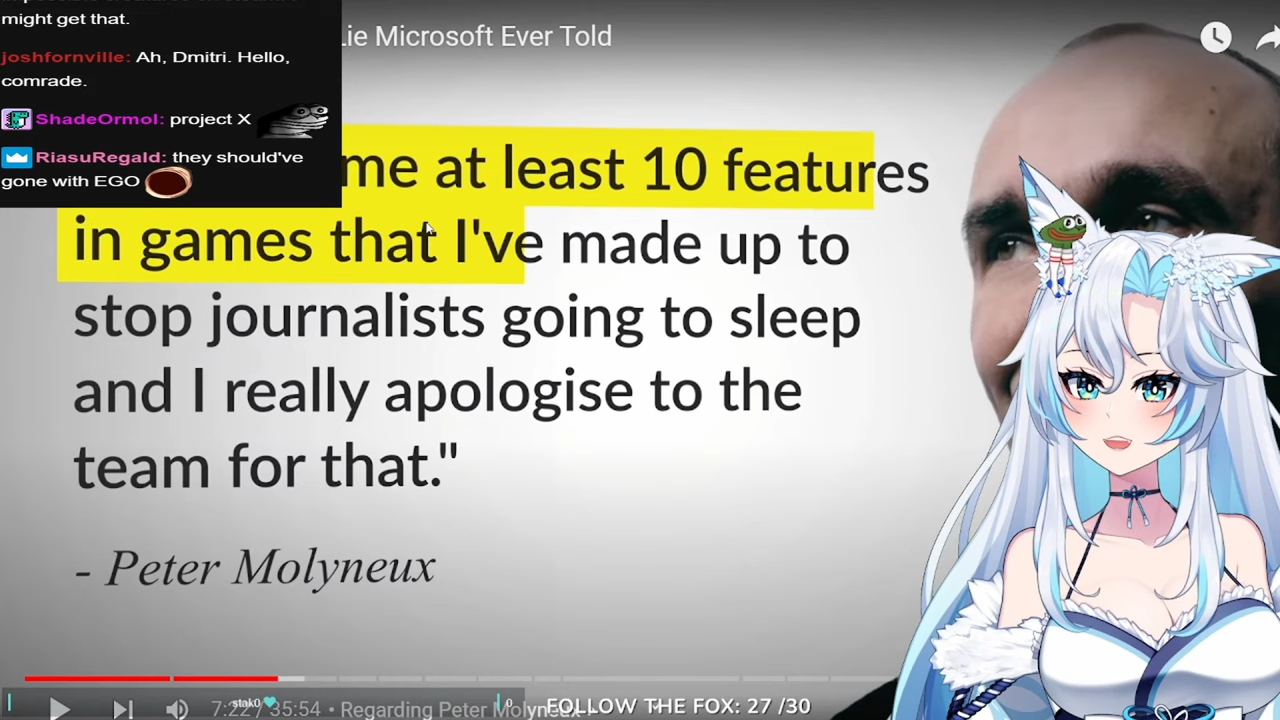 might get that.
joshfornville: Ah, Dmitri. Hello,
comrade.
ShadeOrmol: project X
RiasuRegald: they should've
gone with EGO
Lie Microsoft Ever Told
me at least 10 features
in games that I've made up to
stop journalists going to sleep
and I really apologise to the
team for that."
- Peter Molyneux
stak0
7:22 / 35:54 • Regarding Peter Molyneux
FOLLOW THE FOX: 27 /30